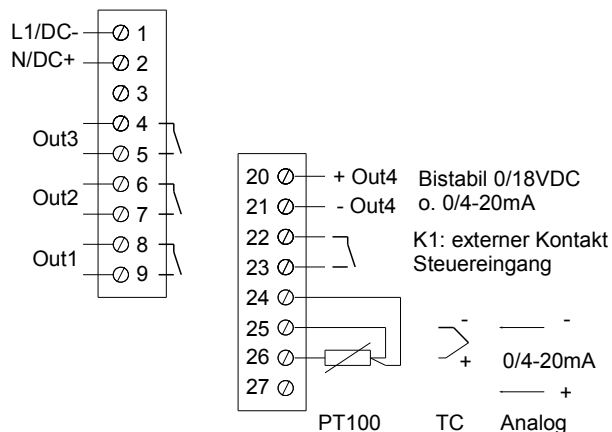 L1/DC- 1
N/DC+ 2
3
Out3 4
5
Out2 6
7
Out1 8
9
20 + Out4 Bistabil 0/18VDC
21 - Out4 o. 0/4-20mA
22 K1: externer Kontakt
23 Steuereingang
24
25 -
26 + 0/4-20mA
27 +
PT100 TC Analog